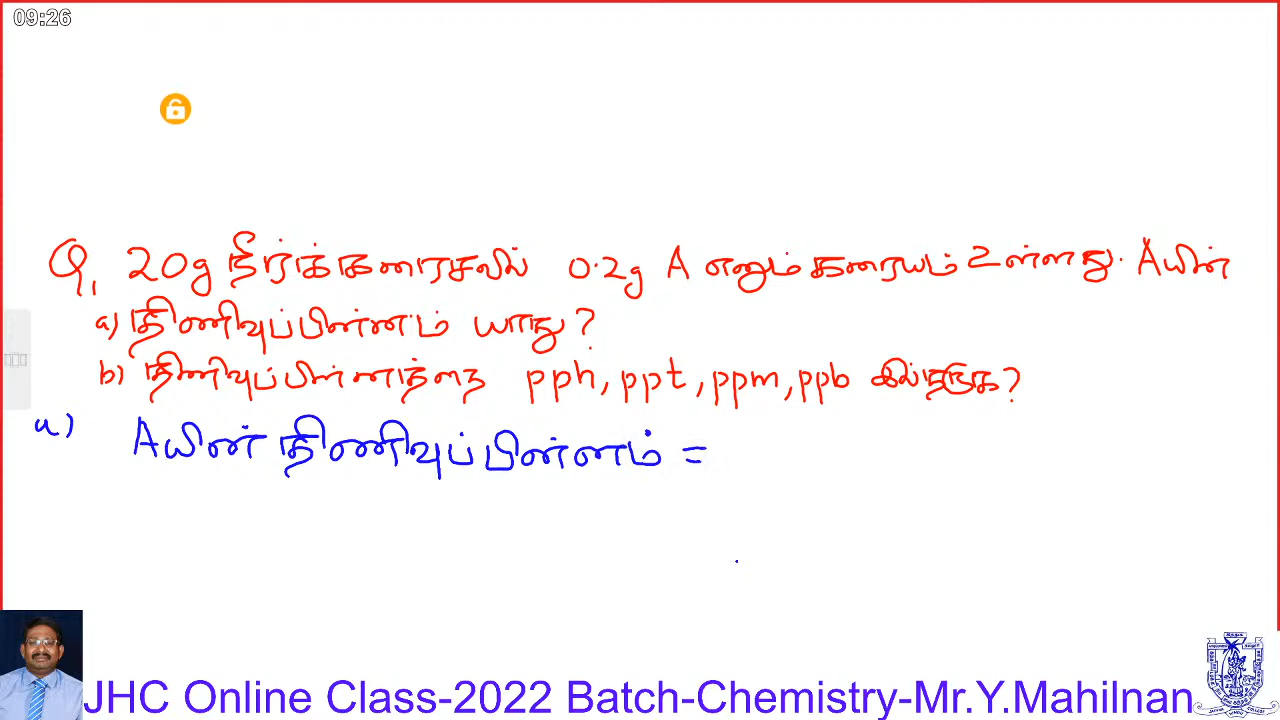 09:26
Q, 20g நீர்க்கரைசலில் 0.2g A எனும் கரையம் உள்ளது. Aயின்
a) திணிவுப்பின்னம் யாது?
b) திணிவுப்பின்னத்தை pph, ppt, ppm, ppb இல் தருக?
a) Aயின் திணிவுப்பின்னம் =
JHC Online Class-2022 Batch-Chemistry-Mr.Y.Mahilnan